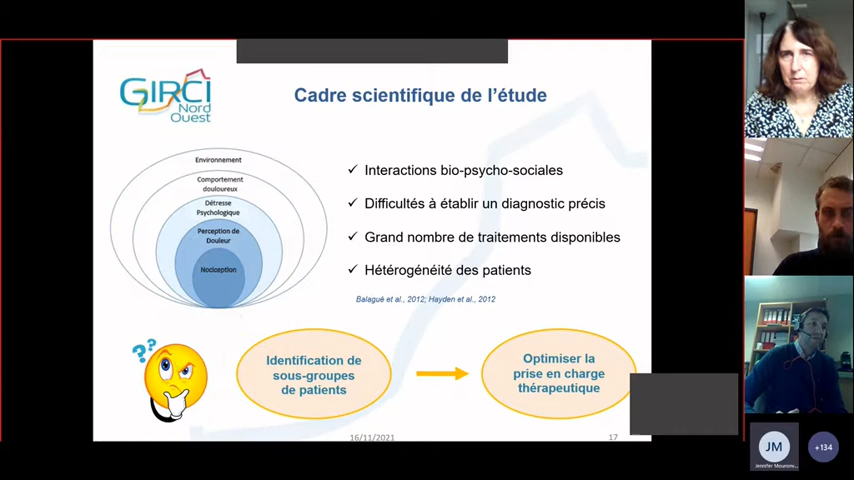 GIRCI
Nord
Ouest
Cadre scientifique de l'étude
Environnement
Comportement
douloureux
Détresse
Psychologique
Perception de
Douleur
Nociception
✓ Interactions bio-psycho-sociales
✓ Difficultés à établir un diagnostic précis
✓ Grand nombre de traitements disponibles
✓ Hétérogénéité des patients
Balagué et al., 2012; Hayden et al., 2012
??
Identification de
sous-groupes
de patients
Optimiser la
prise en charge
thérapeutique
16/11/2021
17
JM
Jennifer
+134